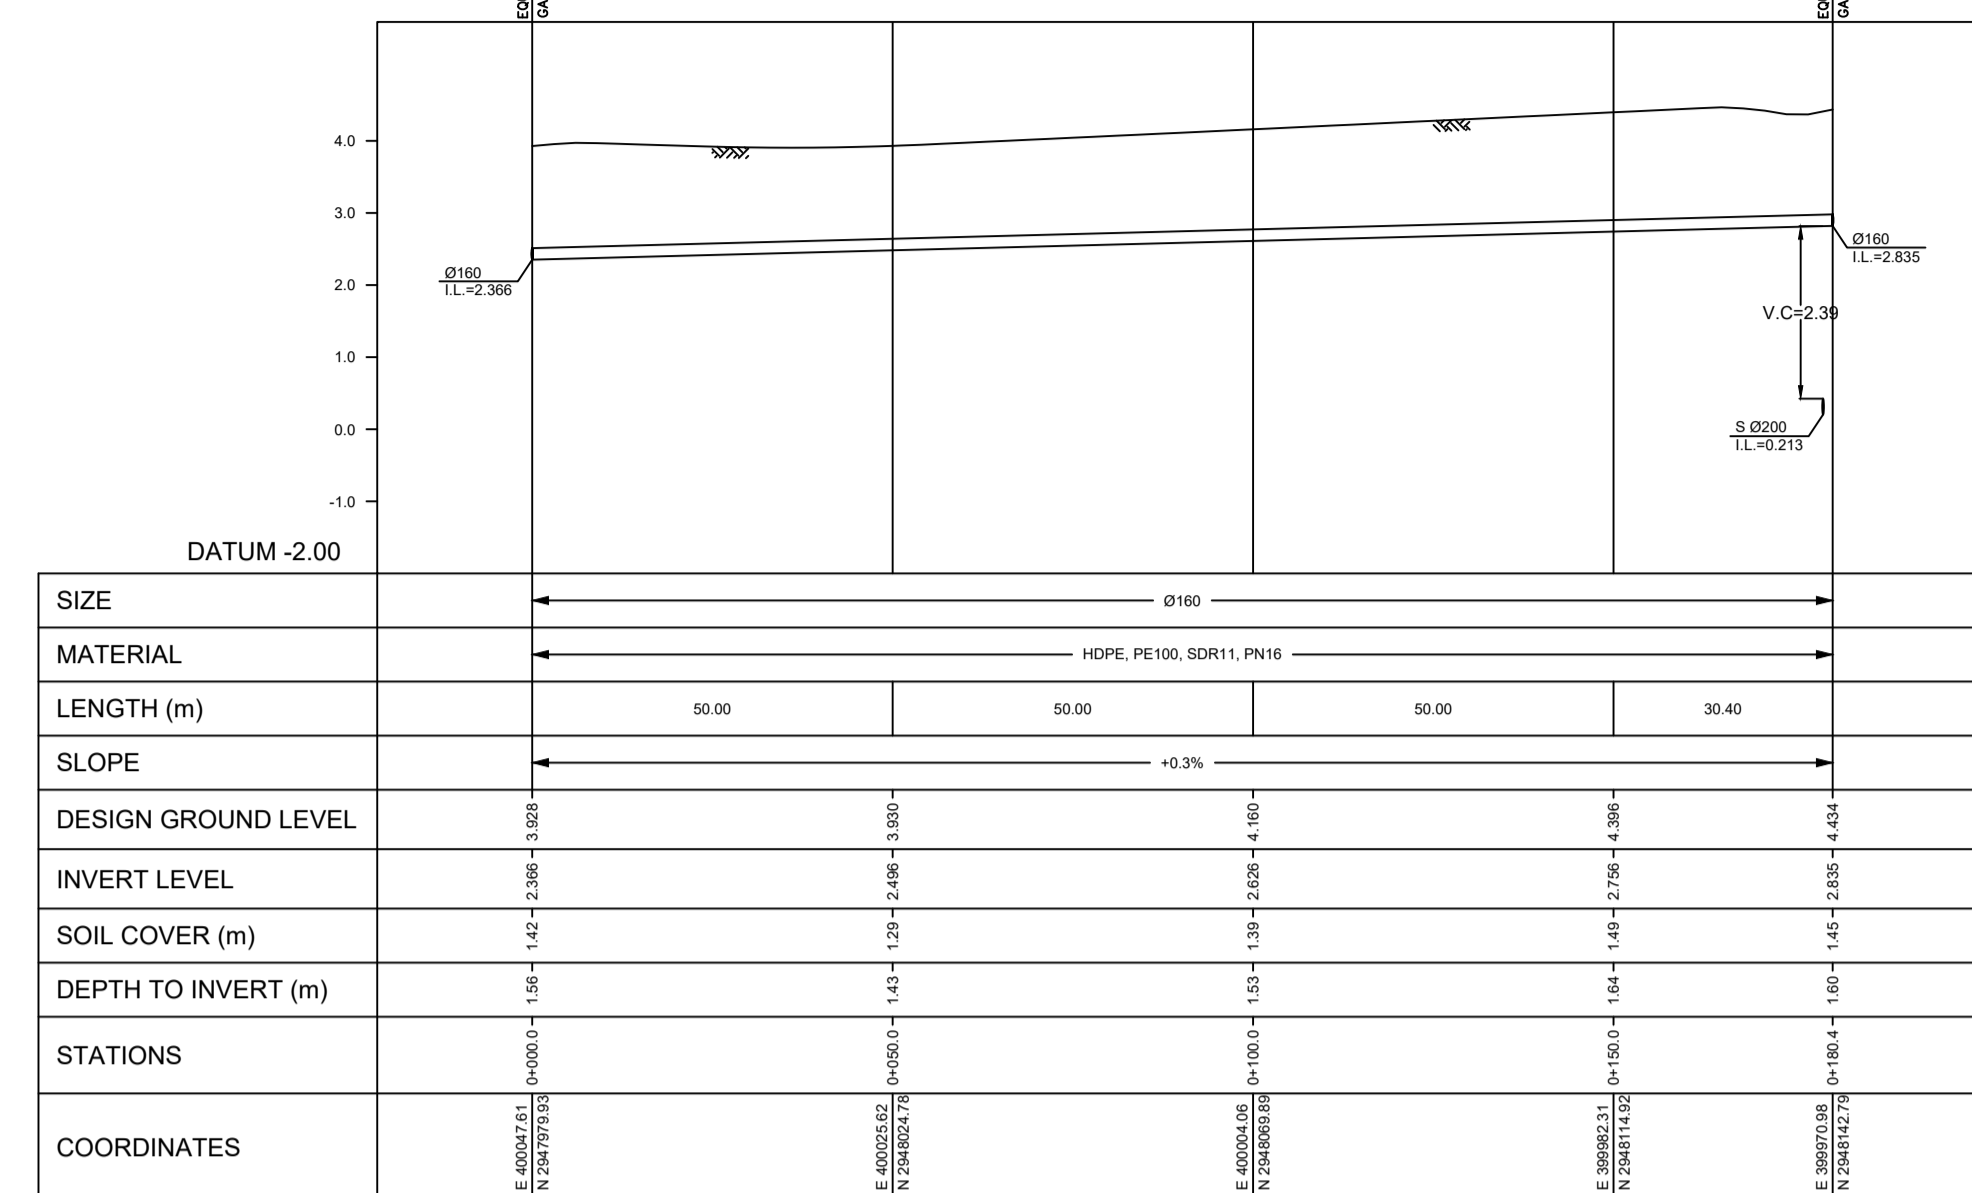 4.0
3.0
2.0
1.0
0.0
-1.0
DATUM -2.00
Ø160
I.L.=2.366
Ø160
I.L.=2.835
V.C=2.39
S Ø200
I.L.=0.213
SIZE
Ø160
MATERIAL
HDPE, PE100, SDR11, PN16
LENGTH (m)
50.00
50.00
50.00
30.40
SLOPE
+0.3%
DESIGN GROUND LEVEL
3.928
3.930
4.160
4.396
4.434
INVERT LEVEL
2.366
2.496
2.626
2.756
2.835
SOIL COVER (m)
1.42
1.29
1.39
1.49
1.45
DEPTH TO INVERT (m)
1.56
1.43
1.53
1.64
1.60
STATIONS
0+000.0
0+050.0
0+100.0
0+150.0
0+180.4
COORDINATES
E 400047.61
N 2947979.93
E 400025.62
N 2948024.78
E 400004.06
N 2948069.89
E 399982.31
N 2948114.92
E 399970.98
N 2948142.79